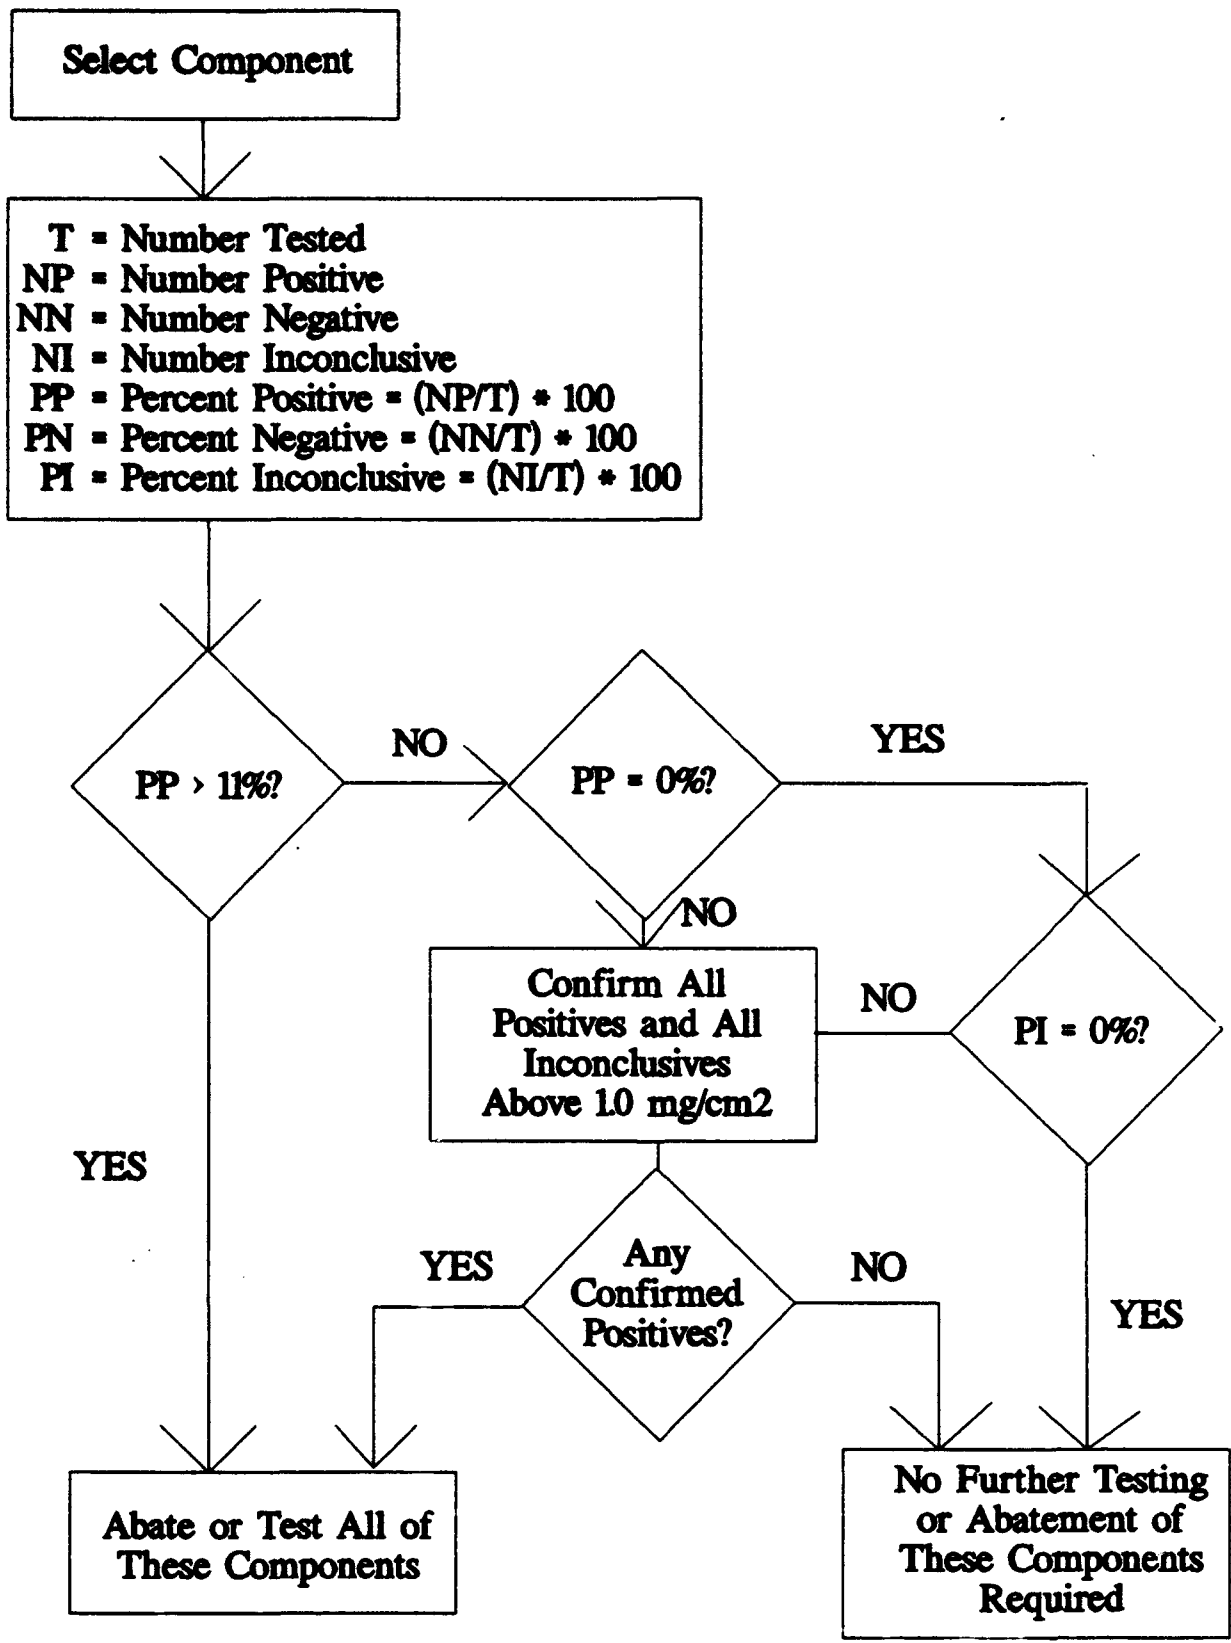 Select Component
T = Number Tested
NP = Number Positive
NN = Number Negative
NI = Number Inconclusive
PP = Percent Positive = (NP/T) * 100
PN = Percent Negative = (NN/T) * 100
PI = Percent Inconclusive = (NI/T) * 100
PP > 11%?
NO
PP = 0%?
YES
NO
Confirm All
Positives and All
Inconclusives
Above 1.0 mg/cm2
NO
PI = 0%?
YES
YES
Any
Confirmed
Positives?
NO
YES
Abate or Test All of
These Components
No Further Testing
or Abatement of
These Components
Required